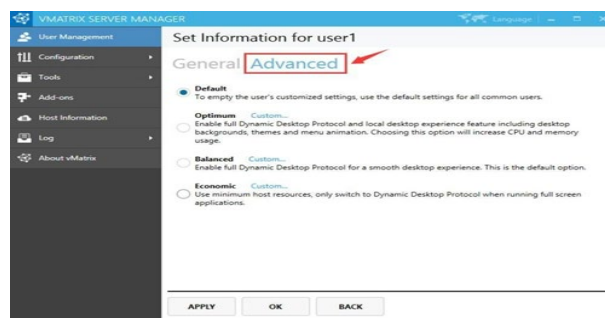 VMATRIX SERVER MANAGER
Language
User Management
Configuration
Tools
Add-ons
Host Information
Log
About vMatrix
Set Information for user1
General Advanced
Default
To empty the user's customized settings, use the default settings for all common users.
Optimum Custom...
Enable full Dynamic Desktop Protocol and local desktop experience feature including desktop
backgrounds, themes and menu animation. Choosing this option will increase CPU and memory
usage.
Balanced Custom...
Enable full Dynamic Desktop Protocol for a smooth desktop experience. This is the default option.
Economic Custom...
Use minimum host resources, only switch to Dynamic Desktop Protocol when running full screen
applications.
APPLY OK BACK